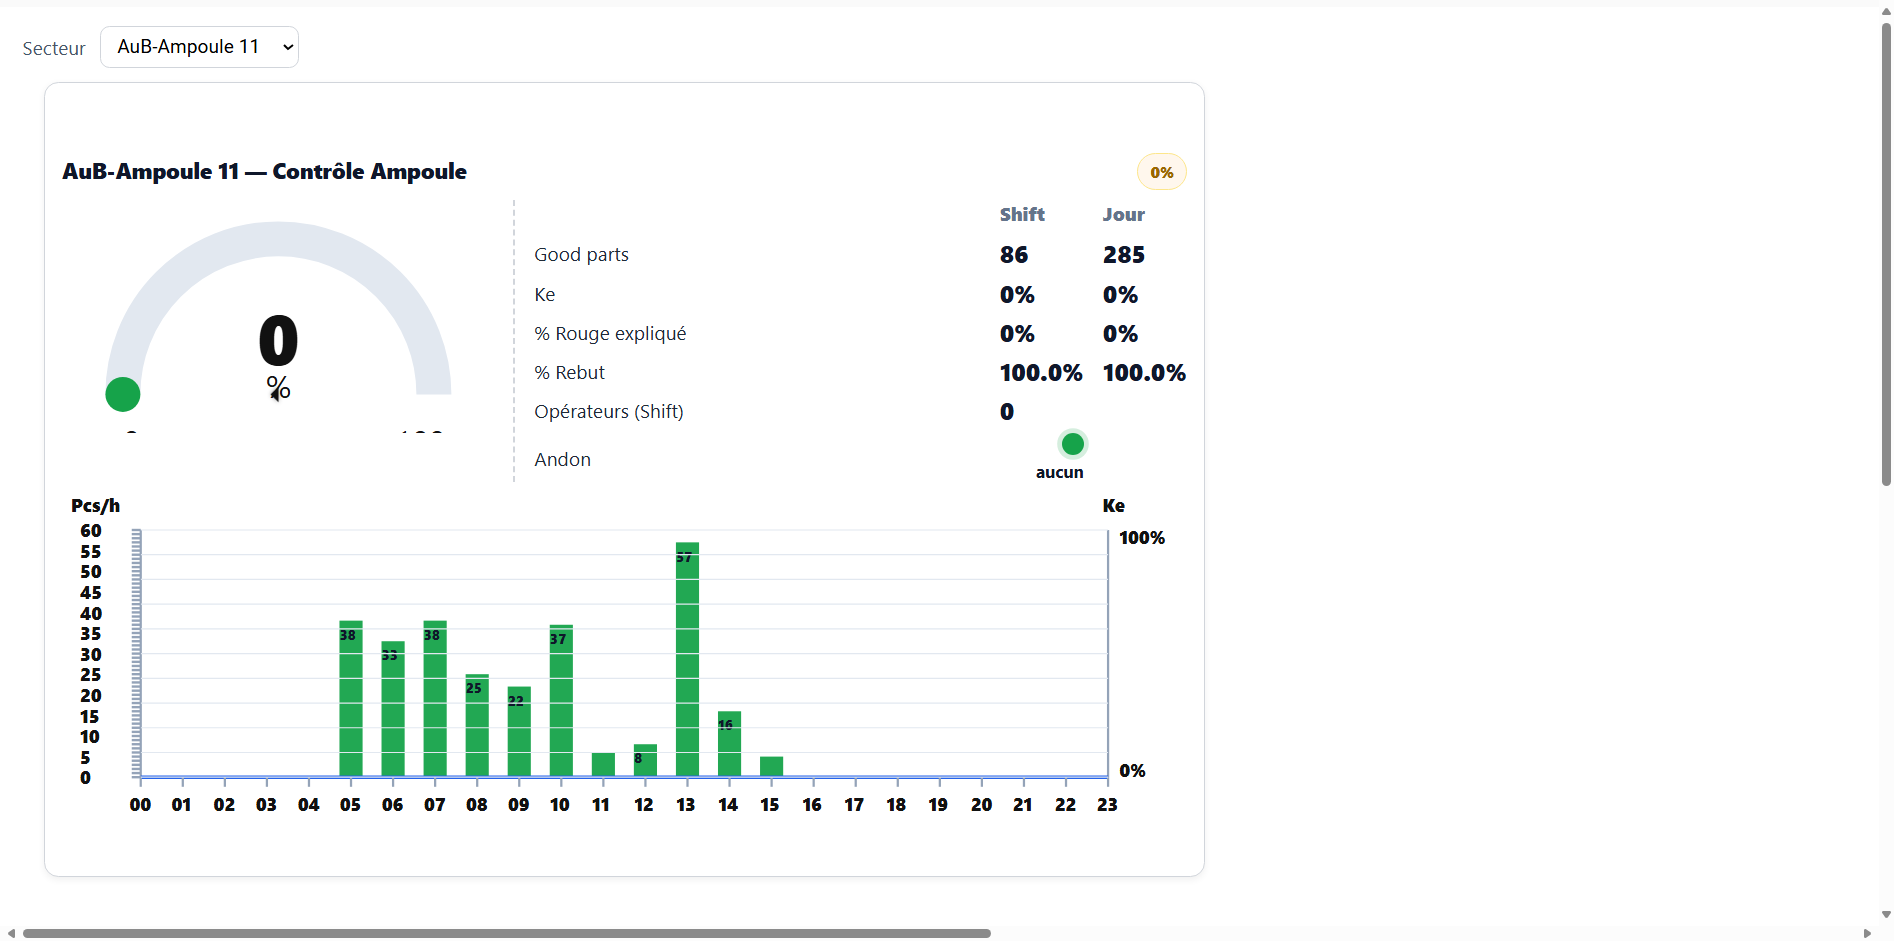 Secteur AuB-Ampoule 11
AuB-Ampoule 11 — Contrôle Ampoule 0%
Shift Jour
Good parts 86 285
Ke 0% 0%
% Rouge expliqué 0% 0%
% Rebut 100.0% 100.0%
Opérateurs (Shift) 0
Andon
aucun
0
%
Pcs/h Ke
60
55
50
45
40
35
30
25
20
15
10
5
0
100%
0%
38 33 38 25 22 37 8 57 16
00 01 02 03 04 05 06 07 08 09 10 11 12 13 14 15 16 17 18 19 20 21 22 23